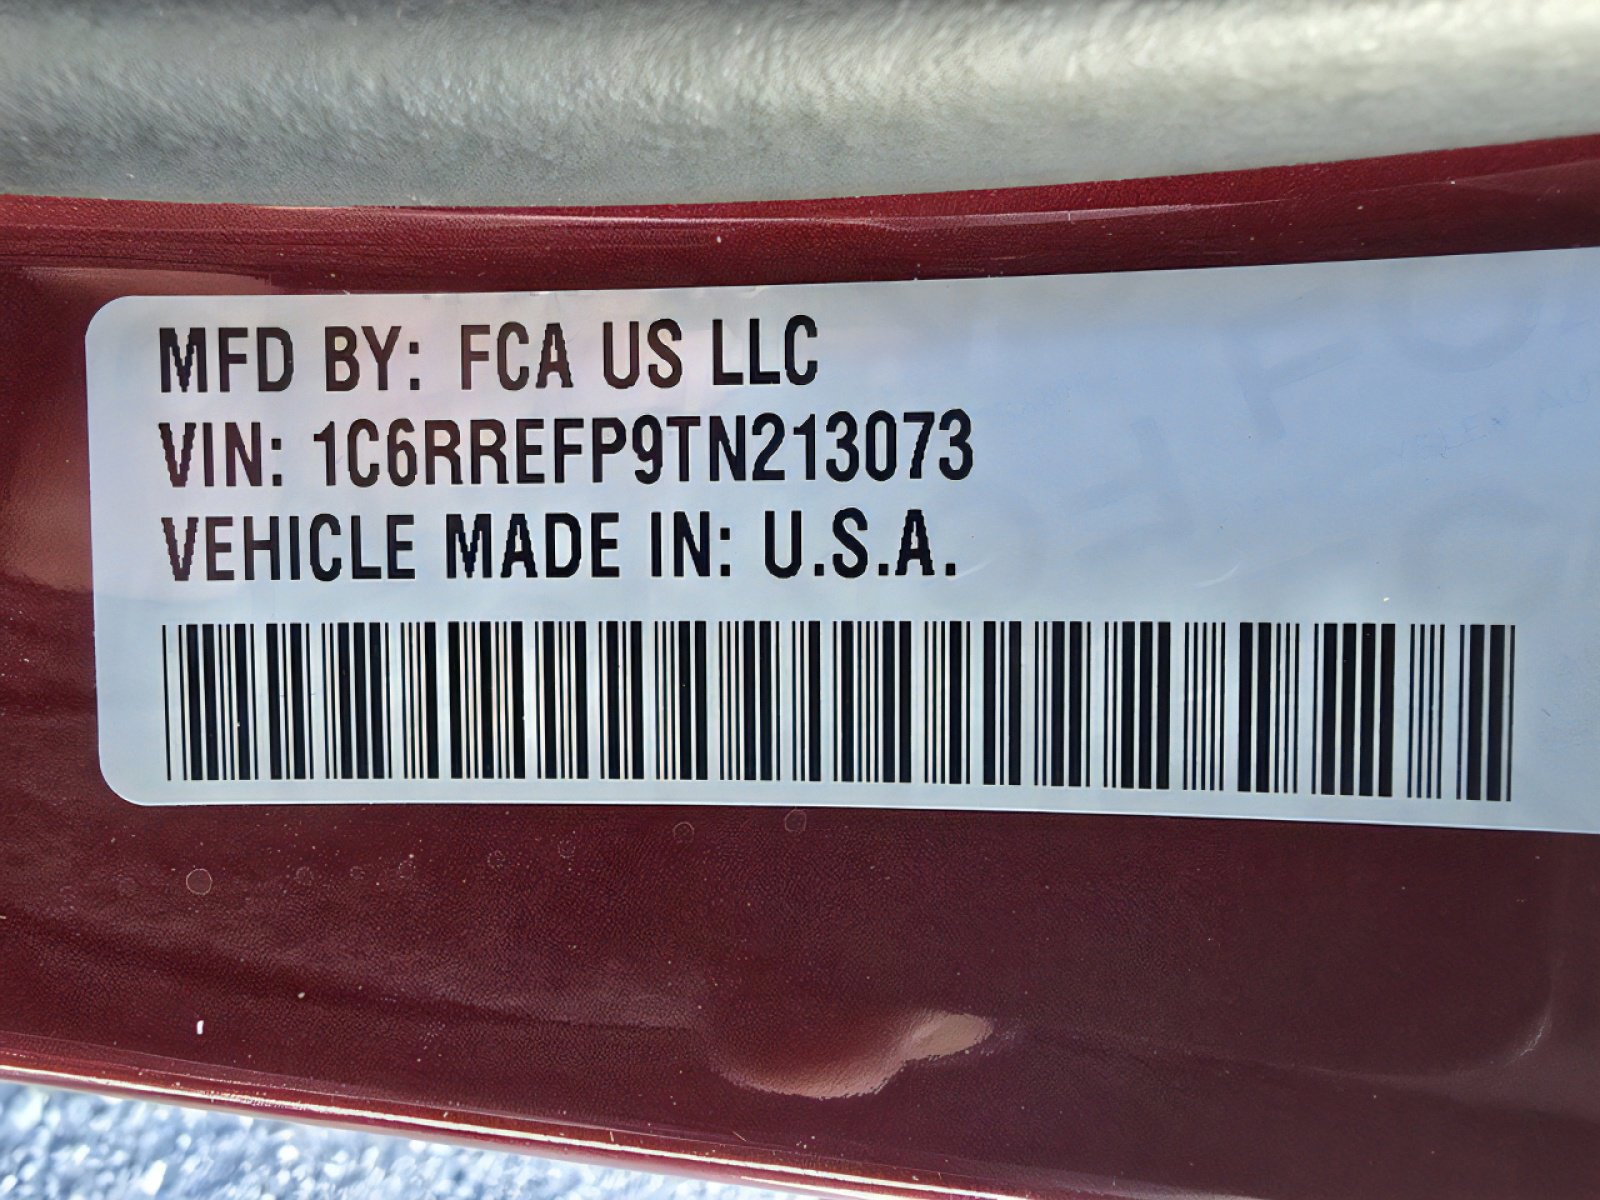 MFD BY: FCA US LLC
VIN: 1C6RREFP9TN213073
VEHICLE MADE IN: U.S.A.